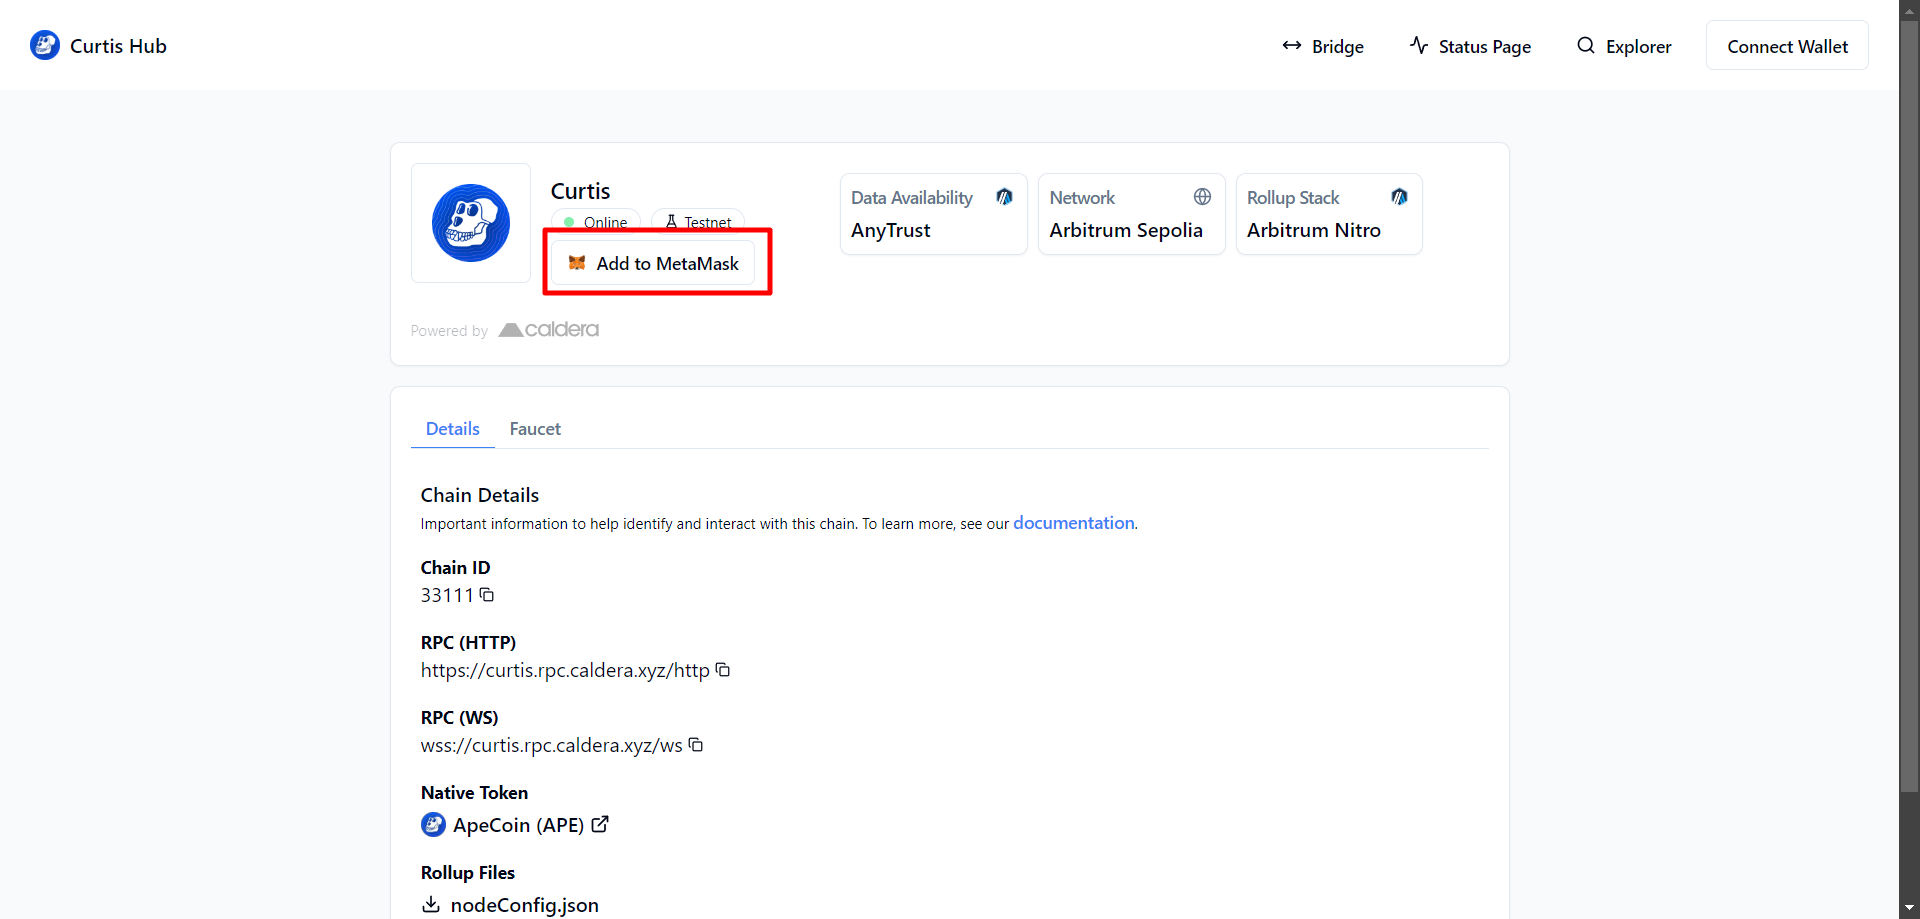 Curtis Hub
Bridge
Status Page
Explorer
Connect Wallet
Curtis
Online
Testnet
Add to MetaMask
Data Availability
AnyTrust
Network
Arbitrum Sepolia
Rollup Stack
Arbitrum Nitro
Powered by caldera
Details
Faucet
Chain Details
Important information to help identify and interact with this chain. To learn more, see our documentation.
Chain ID
33111
RPC (HTTP)
https://curtis.rpc.caldera.xyz/http
RPC (WS)
wss://curtis.rpc.caldera.xyz/ws
Native Token
ApeCoin (APE)
Rollup Files
nodeConfig.json